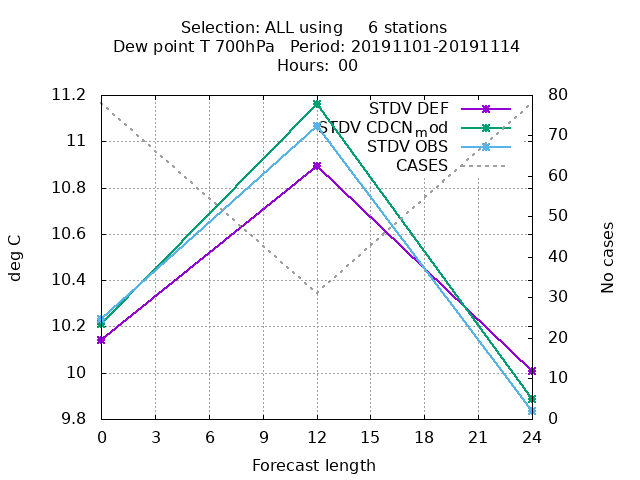 Selection: ALL using     6 stations
Dew point T 700hPa   Period: 20191101-20191114
Hours: 00
11.2
11
10.8
10.6
10.4
10.2
10
9.8
deg C
STDV DEF
STDV CDCN_mod
STDV OBS
CASES
80
70
60
50
40
30
20
10
0
No cases
0 3 6 9 12 15 18 21 24
Forecast length